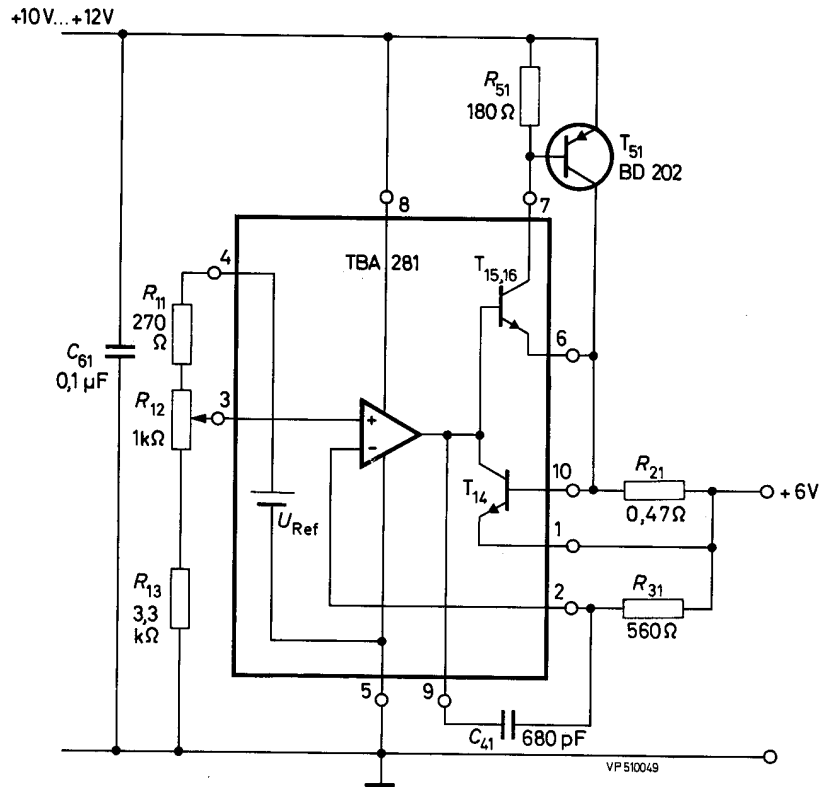 +10V...+12V
R51
180Ω
T51
BD 202
8
7
TBA 281
T15,16
4
R11
270
Ω
6
C61
0,1 µF
R12
1kΩ
3
+
−
10
R21
+6V
T14
0,47Ω
URef
1
2
R31
560Ω
R13
3,3
kΩ
5
9
C41
680 pF
VP 510049